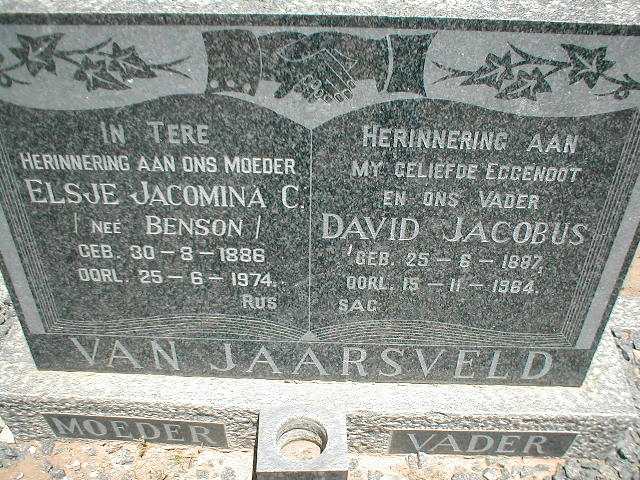 IN TERE
HERINNERING AAN ONS MOEDER
ELSJE JACOMINA C.
/ NEÉ BENSON /
GEB. 30-8-1886
OORL. 25-6-1974.
RUS
HERINNERING AAN
MY GELIEFDE EGGENOOT
EN ONS VADER
DAVID JACOBUS
GEB. 25-6-1887,
OORL. 15-11-1964.
SAG
VAN JAARSVELD
MOEDER
VADER